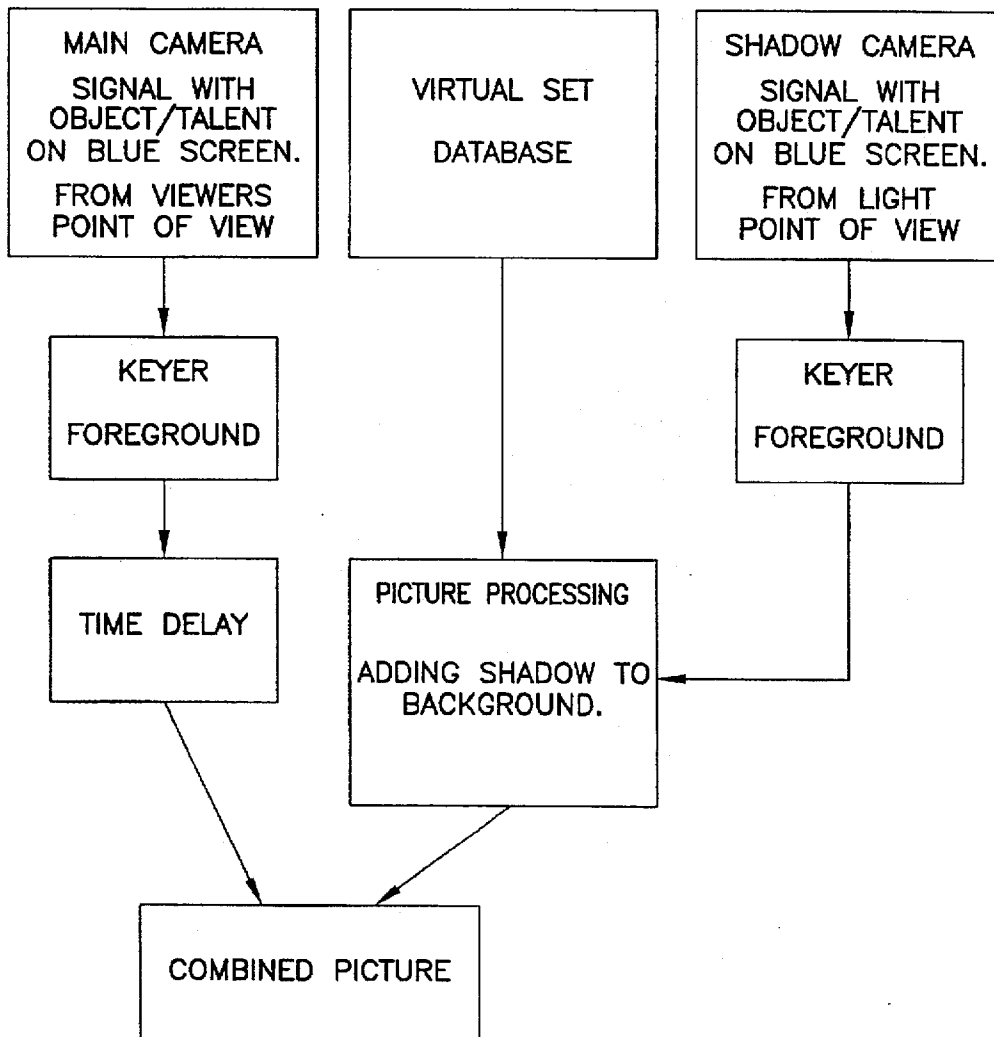 MAIN CAMERA
SIGNAL WITH
OBJECT/TALENT
ON BLUE SCREEN.
FROM VIEWERS
POINT OF VIEW
VIRTUAL SET
DATABASE
SHADOW CAMERA
SIGNAL WITH
OBJECT/TALENT
ON BLUE SCREEN.
FROM LIGHT
POINT OF VIEW
KEYER
FOREGROUND
KEYER
FOREGROUND
TIME DELAY
PICTURE PROCESSING
ADDING SHADOW TO
BACKGROUND.
COMBINED PICTURE